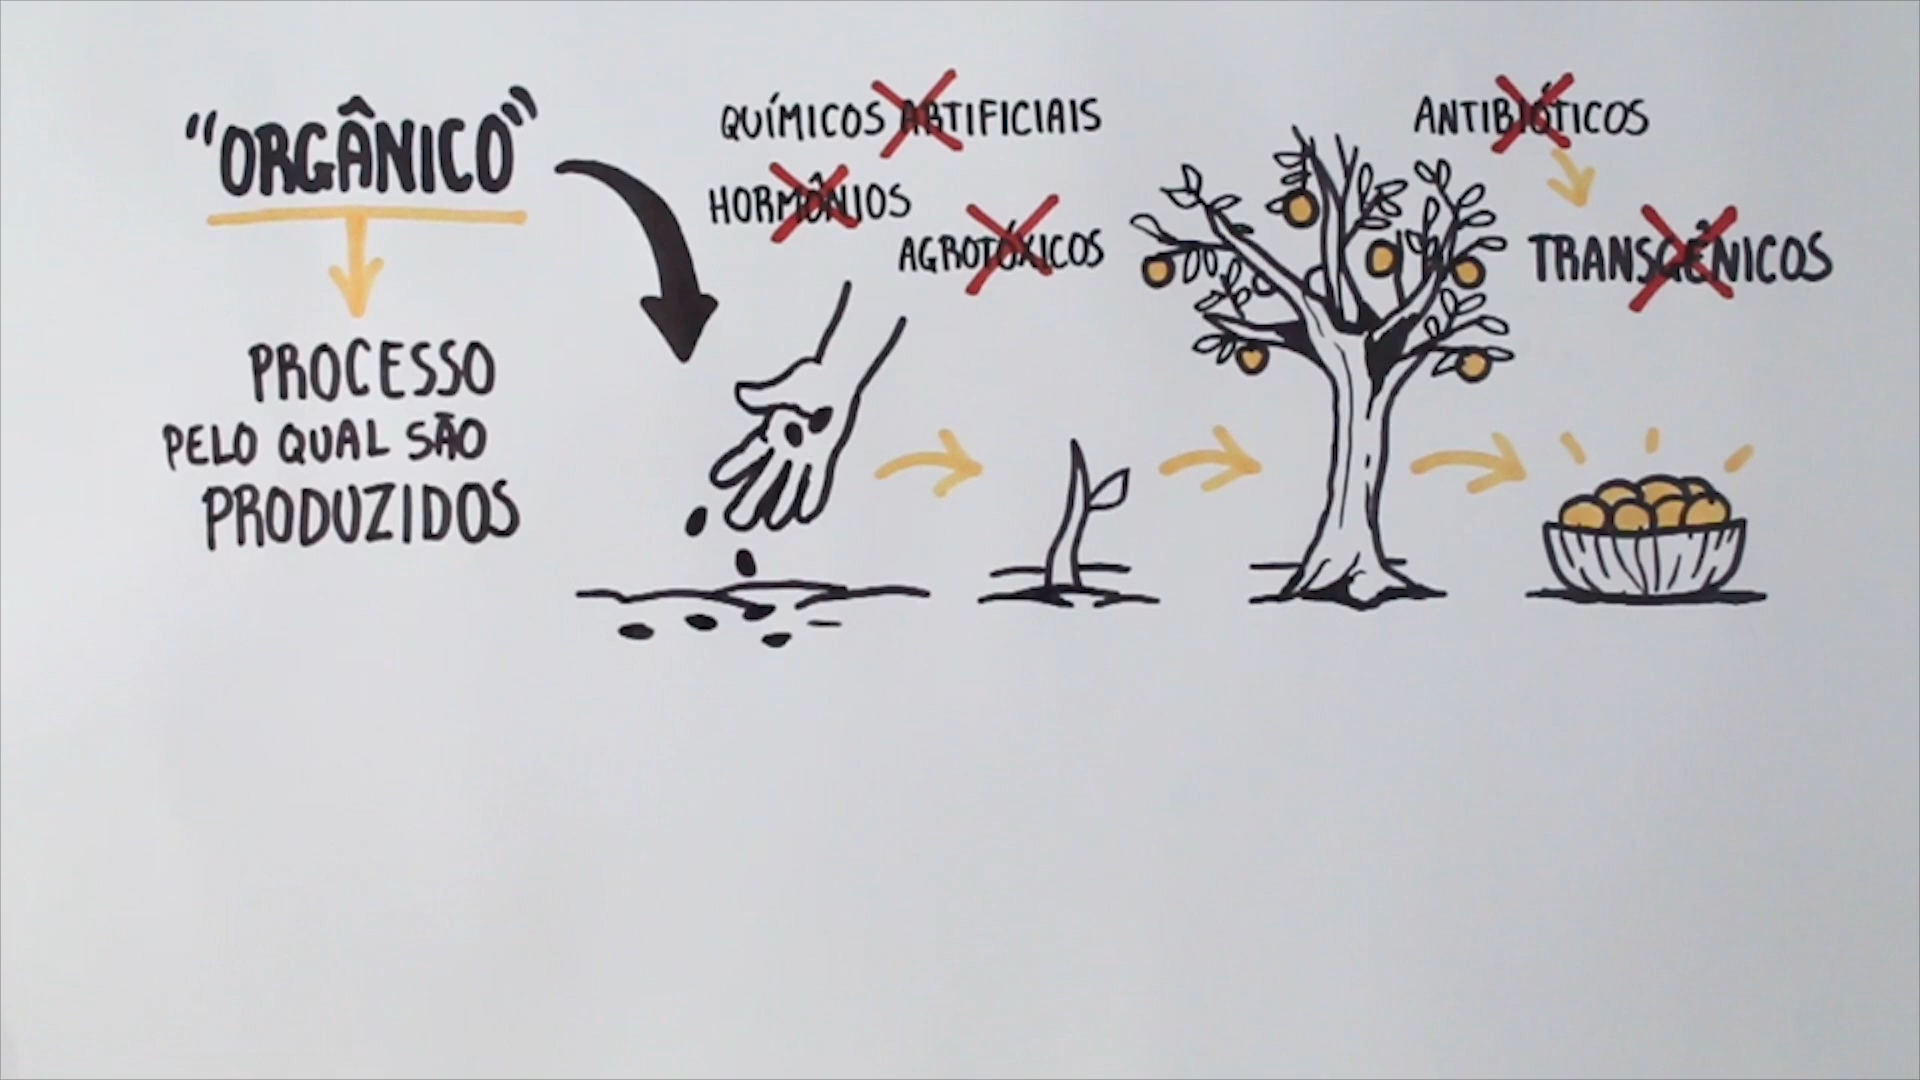 "ORGÂNICO"
PROCESSO
PELO QUAL SÃO
PRODUZIDOS
QUÍMICOS ARTIFICIAIS
HORMÔNIOS
AGROTÓXICOS
ANTIBIÓTICOS
TRANSGÊNICOS